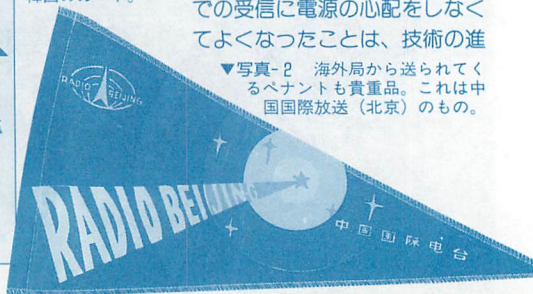 での受信に電源の心配をしなく
てよくなったことは、技術の進
▼写真-2 海外局から送られてく
るペナントも貴重品。これは中
国国際放送（北京）のもの。
RADIO BEIJING
RADIO BEIJING
中国国际电台